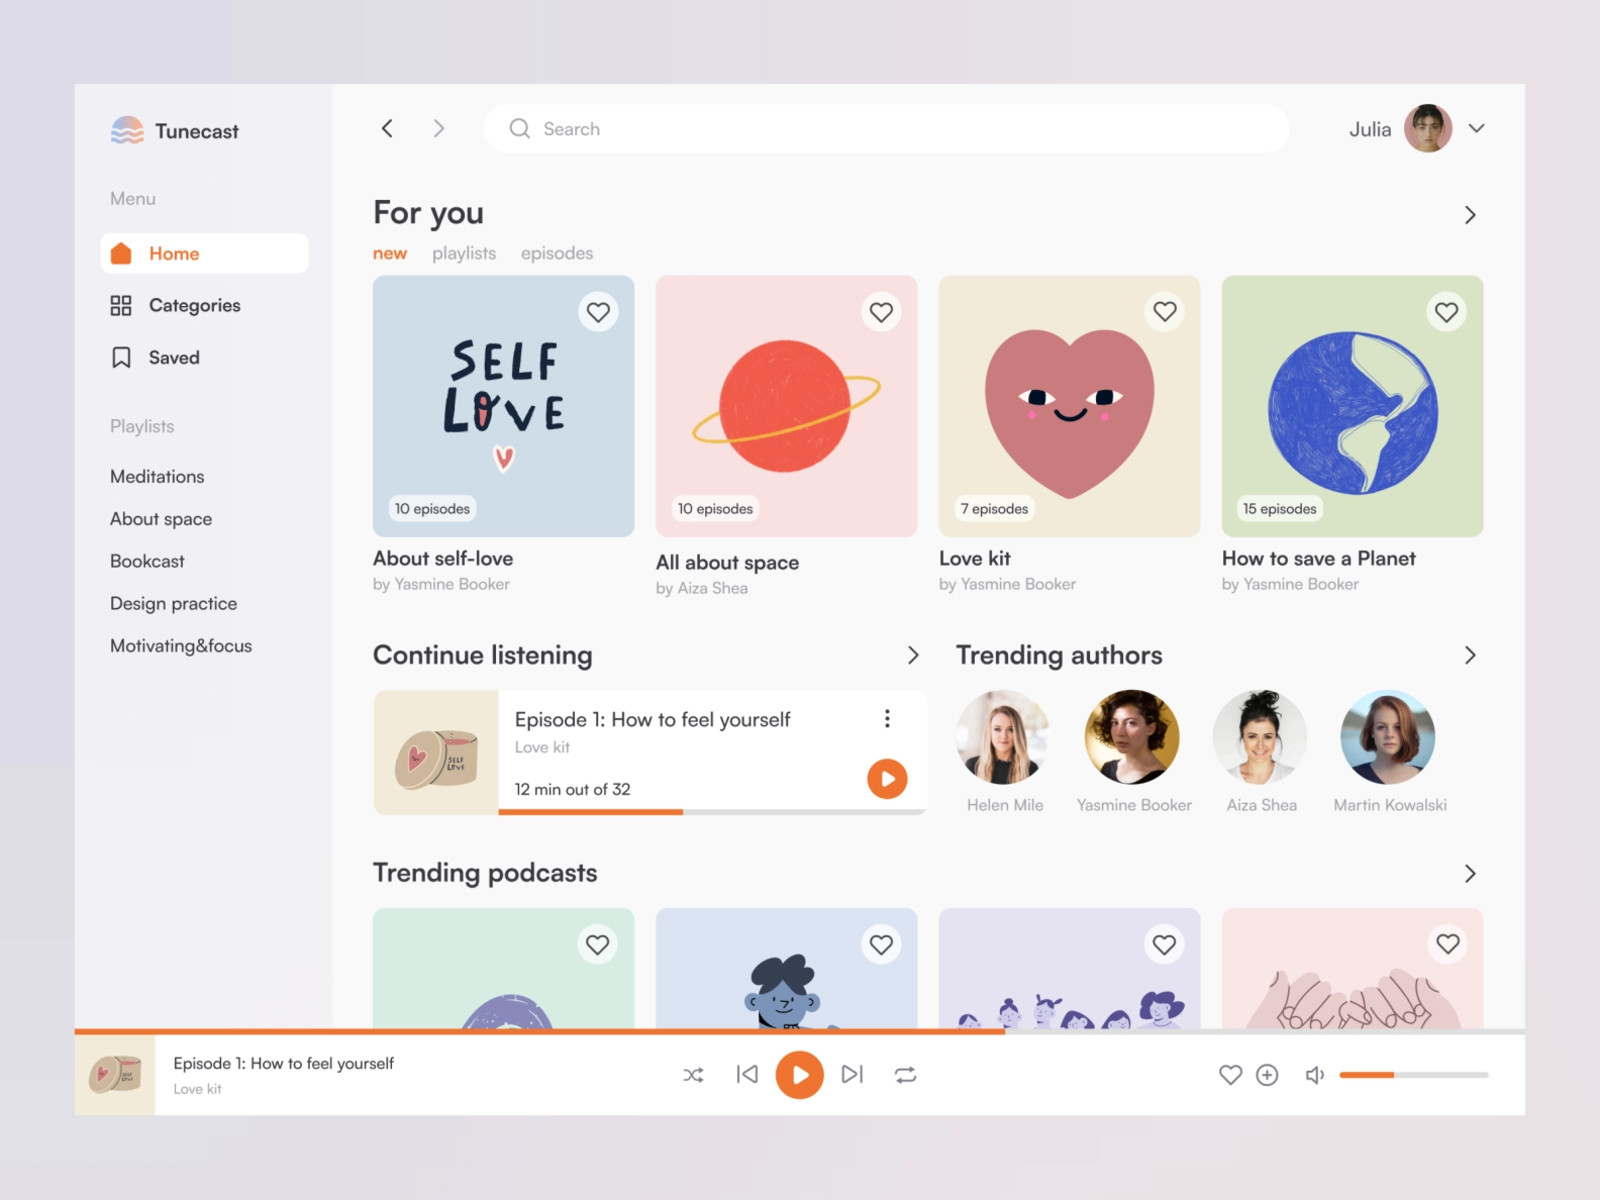 Tunecast
Menu
Home
Categories
Saved
Playlists
Meditations
About space
Bookcast
Design practice
Motivating&focus
Search
Julia
For you
new playlists episodes
SELF
LOVE
10 episodes
About self-love
by Yasmine Booker
10 episodes
All about space
by Aiza Shea
7 episodes
Love kit
by Yasmine Booker
15 episodes
How to save a Planet
by Yasmine Booker
Continue listening
SELF
LOVE
Episode 1: How to feel yourself
Love kit
12 min out of 32
Trending authors
Helen Mile
Yasmine Booker
Aiza Shea
Martin Kowalski
Trending podcasts
SELF
LOVE
Episode 1: How to feel yourself
Love kit